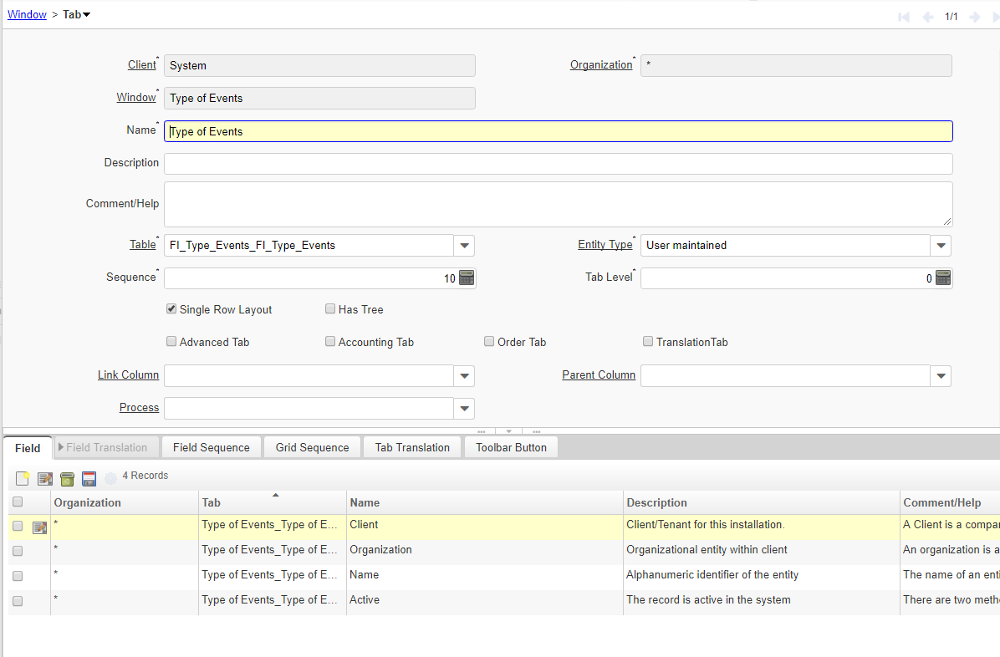 Window > Tab
1/1
Client* System Organization* *
Window* Type of Events
Name* Type of Events
Description
Comment/Help
Table* FI_Type_Events_FI_Type_Events Entity Type* User maintained
Sequence* 10 Tab Level* 0
Single Row Layout Has Tree
Advanced Tab Accounting Tab Order Tab TranslationTab
Link Column Parent Column
Process
Field Field Translation Field Sequence Grid Sequence Tab Translation Toolbar Button
4 Records
Organization Tab Name Description Comment/Help
* Type of Events_Type of E... Client Client/Tenant for this installation. A Client is a compa
* Type of Events_Type of E... Organization Organizational entity within client An organization is a
* Type of Events_Type of E... Name Alphanumeric identifier of the entity The name of an enti
* Type of Events_Type of E... Active The record is active in the system There are two metho